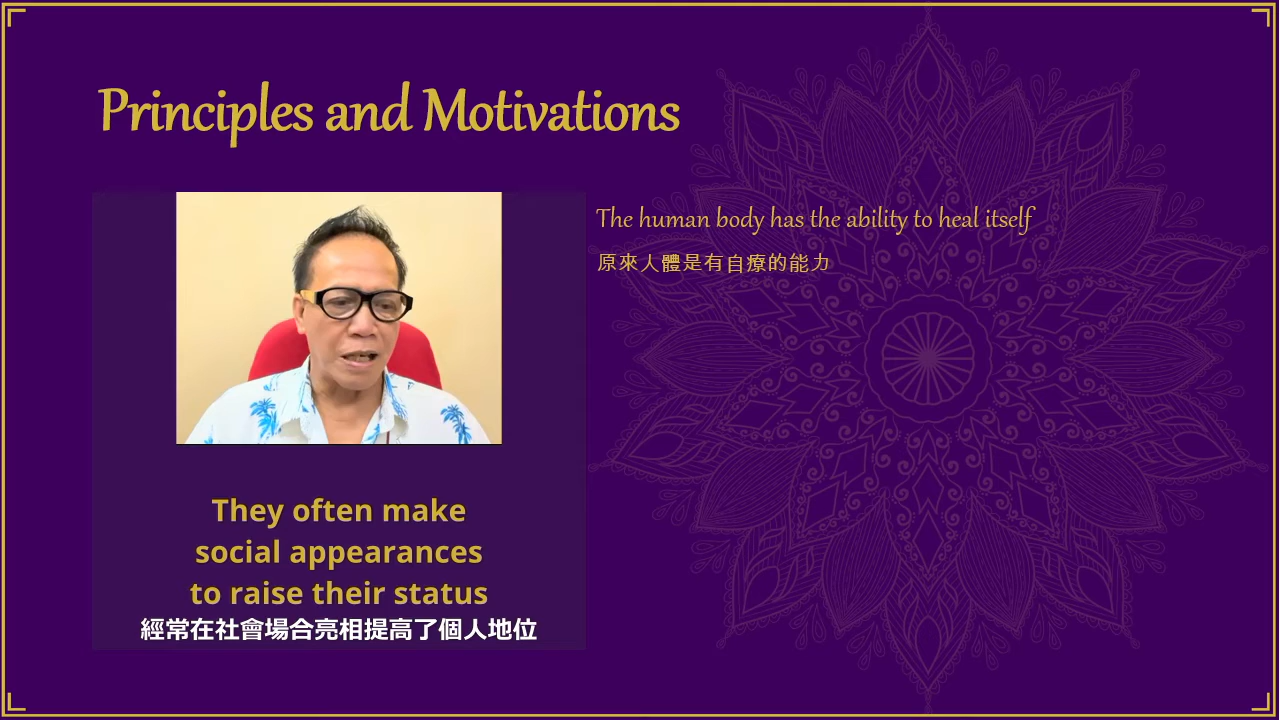 Principles and Motivations
The human body has the ability to heal itself
原來人體是有自療的能力
They often make
social appearances
to raise their status
經常在社會場合亮相提高了個人地位